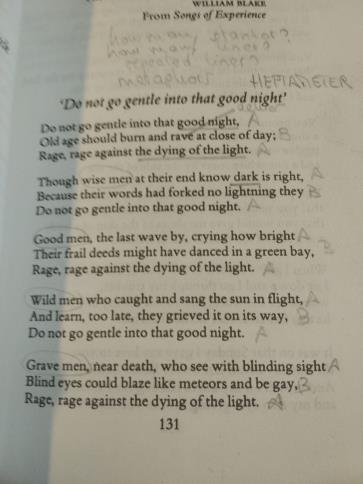 WILLIAM BLAKE
From Songs of Experience
how many stanzas?
how many lines?
repeated lines?
metaphors HEPTAMETER
'Do not go gentle into that good night'
Do not go gentle into that good night, A
Old age should burn and rave at close of day; B
Rage, rage against the dying of the light. A
Though wise men at their end know dark is right, A
Because their words had forked no lightning they B
Do not go gentle into that good night. A
Good men, the last wave by, crying how bright A
Their frail deeds might have danced in a green bay, B
Rage, rage against the dying of the light. A
Wild men who caught and sang the sun in flight, A
And learn, too late, they grieved it on its way, B
Do not go gentle into that good night. A
Grave men, near death, who see with blinding sight A
Blind eyes could blaze like meteors and be gay, B
Rage, rage against the dying of the light. A
131